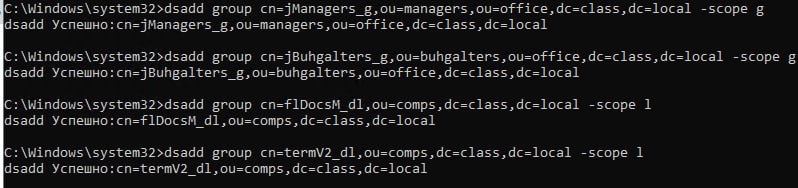 C:\Windows\system32>dsadd group cn=jManagers_g,ou=managers,ou=office,dc=class,dc=local -scope g
dsadd Успешно:cn=jManagers_g,ou=managers,ou=office,dc=class,dc=local
C:\Windows\system32>dsadd group cn=jBuhgalters_g,ou=buhgalters,ou=office,dc=class,dc=local -scope g
dsadd Успешно:cn=jBuhgalters_g,ou=buhgalters,ou=office,dc=class,dc=local
C:\Windows\system32>dsadd group cn=flDocsM_dl,ou=comps,dc=class,dc=local -scope l
dsadd Успешно:cn=flDocsM_dl,ou=comps,dc=class,dc=local
C:\Windows\system32>dsadd group cn=termV2_dl,ou=comps,dc=class,dc=local -scope l
dsadd Успешно:cn=termV2_dl,ou=comps,dc=class,dc=local